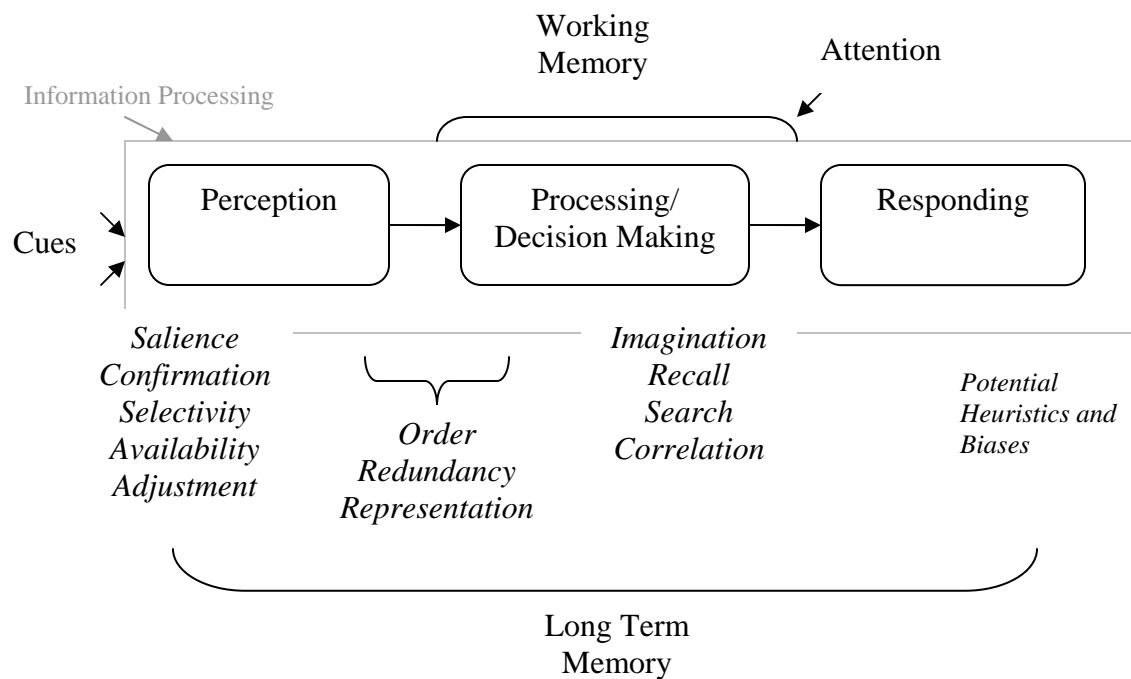 Working
Memory
Attention
Information Processing
Perception
Processing/
Decision Making
Responding
Cues
Salience
Confirmation
Selectivity
Availability
Adjustment
Order
Redundancy
Representation
Imagination
Recall
Search
Correlation
Potential
Heuristics and
Biases
Long Term
Memory